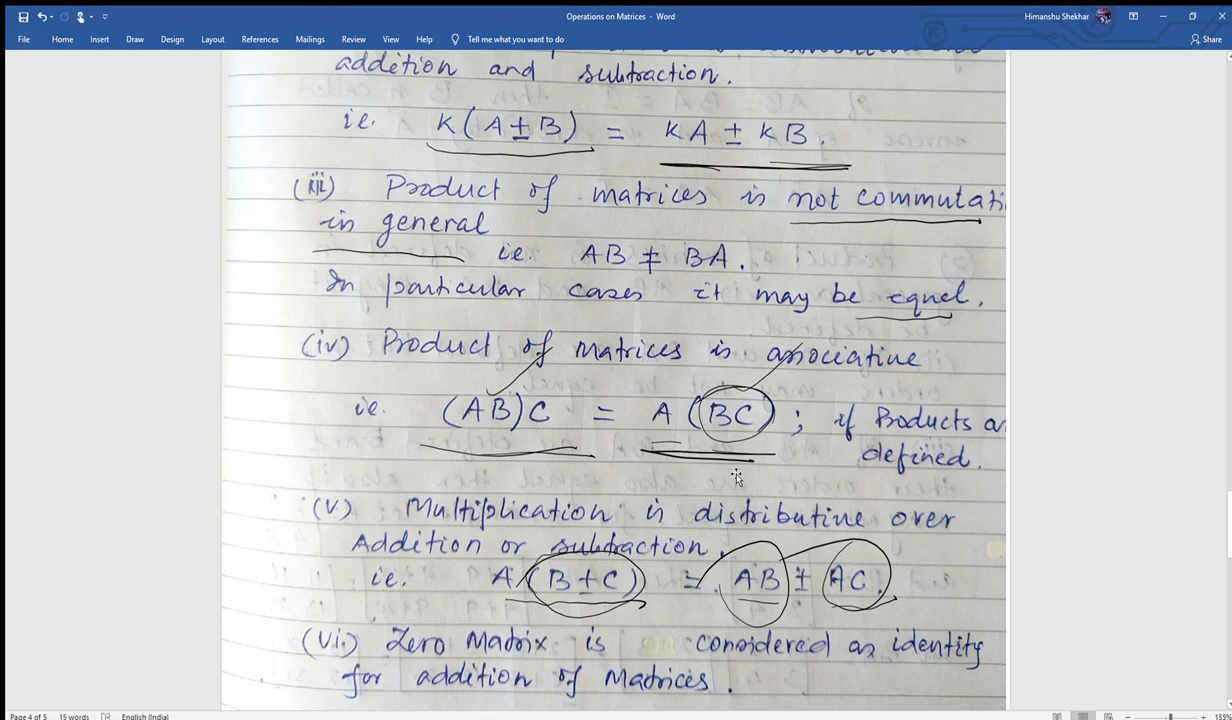 Operations on Matrices - Word
Himanshu Shekhar
File Home Insert Draw Design Layout References Mailings Review View Help Tell me what you want to do
Share
addition and subtraction.
i.e. K(A±B) = KA ± KB.
(iii) Product of matrices is not commutati
in general i.e. AB ≠ BA.
In particular cases it may be equel.
(iv) Product of matrices is associative
ie. (AB)C = A(BC) ; if Products a
defined.
(v) Multiplication is distributive over
Addition or subtraction.
i.e. A(B±C) = AB ± AC.
(vi) Zero Matrix is considered as identity
for addition of Matrices.
Page 4 of 5 15 words English (India)